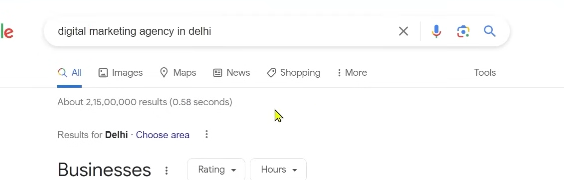 le digital marketing agency in delhi
All Images Maps News Shopping More Tools
About 2,15,00,000 results (0.58 seconds)
Results for Delhi · Choose area
Businesses Rating Hours